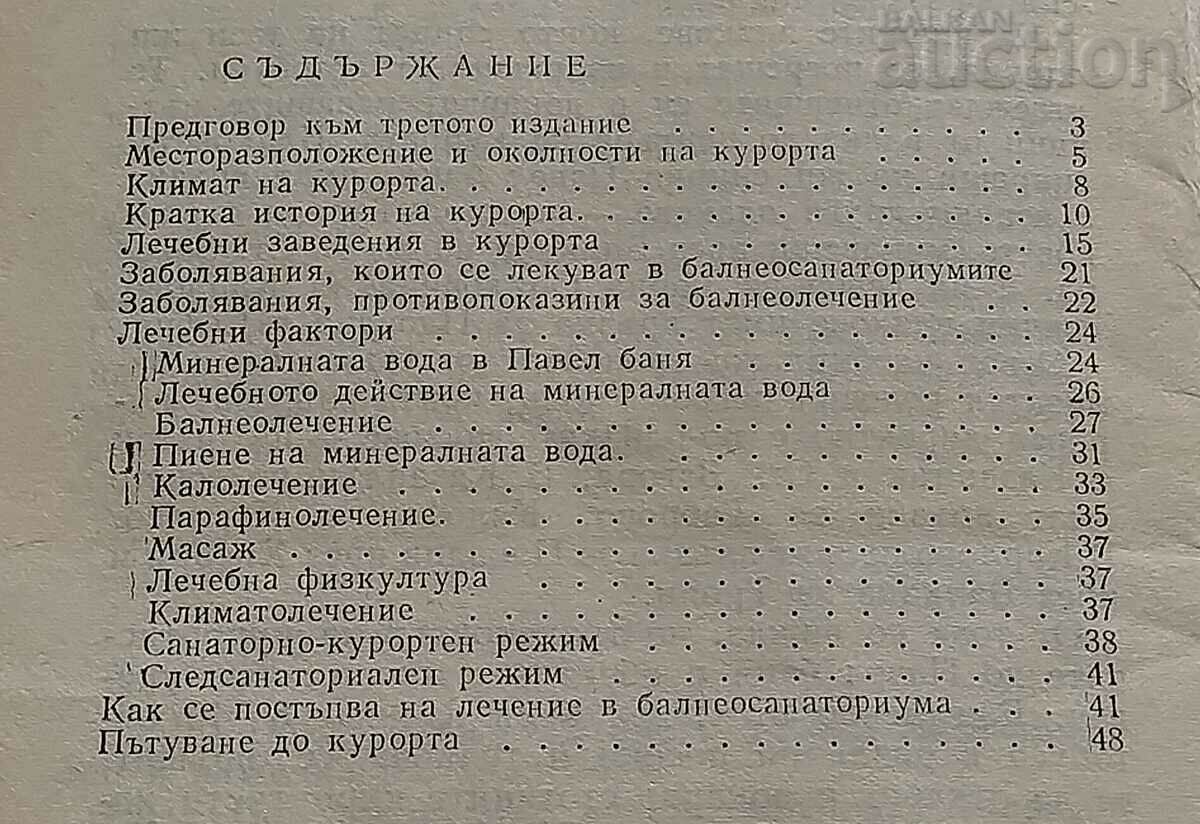 BALKAN
auction
СЪДЪРЖАНИЕ
Предговор към третото издание . . . . . . . . . . . . 3
Месторазположение и околности на курорта . . . . . 5
Климат на курорта. . . . . . . . . . . . . . . . . . . . 8
Кратка история на курорта. . . . . . . . . . . . . . . 10
Лечебни заведения в курорта . . . . . . . . . . . . . 15
Заболявания, които се лекуват в балнеосанаториумите 21
Заболявания, противопоказини за балнеолечение . . 22
Лечебни фактори . . . . . . . . . . . . . . . . . . . . 24
Минералната вода в Павел баня . . . . . . . . . . 24
Лечебното действие на минералната вода . . . . . 26
Балнеолечение . . . . . . . . . . . . . . . . . . . . 27
Пиене на минералната вода. . . . . . . . . . . . . 31
Калолечение . . . . . . . . . . . . . . . . . . . . . 33
Парафинолечение. . . . . . . . . . . . . . . . . . . 35
Масаж . . . . . . . . . . . . . . . . . . . . . . . . . 37
Лечебна физкултура . . . . . . . . . . . . . . . . . 37
Климатолечение . . . . . . . . . . . . . . . . . . . 37
Санаторно-курортен режим . . . . . . . . . . . . . 38
Следсанаториален режим . . . . . . . . . . . . . . 41
Как се постъпва на лечение в балнеосанаториума . . . 41
Пътуване до курорта . . . . . . . . . . . . . . . . . . 48